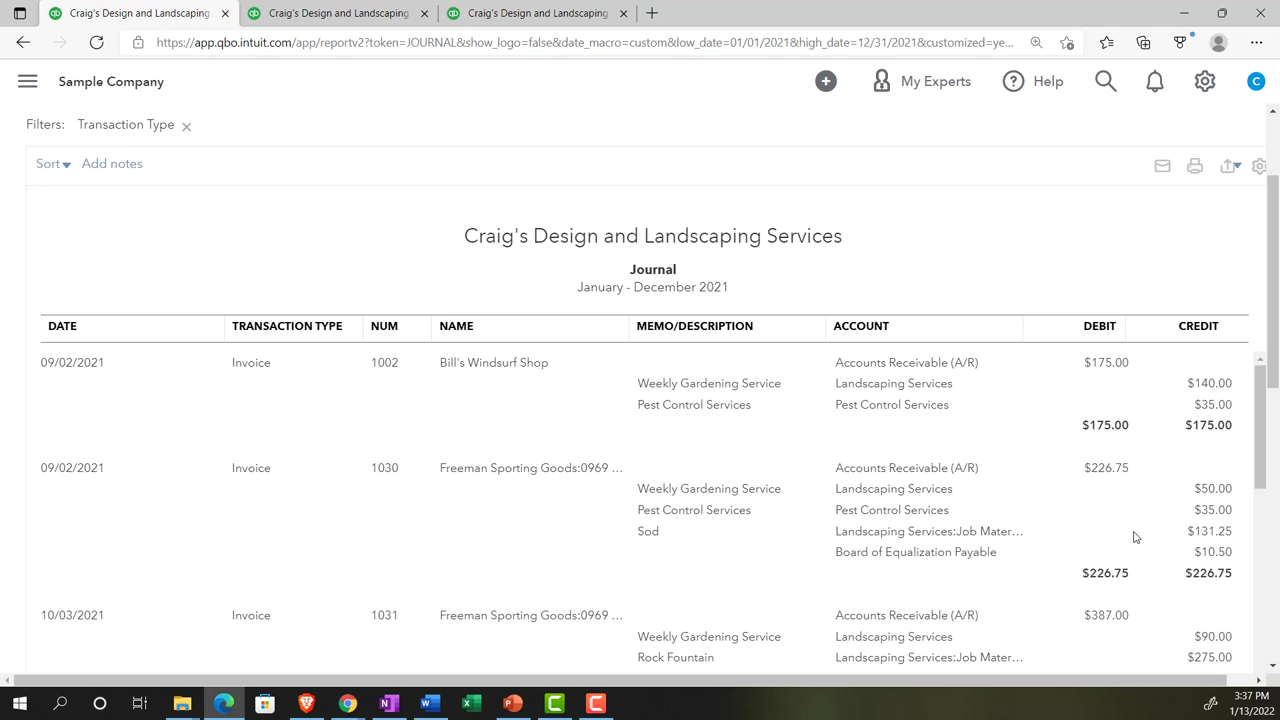 Craig's Design and Landscaping Craig's Design and Landscaping Craig's Design and Landscaping
https://app.qbo.intuit.com/app/reportv2?token=JOURNAL&show_logo=false&date_macro=custom&low_date=01/01/2021&high_date=12/31/2021&customized=ye...
Sample Company My Experts Help C
Filters: Transaction Type
Sort Add notes
Craig's Design and Landscaping Services
Journal
January - December 2021
DATE TRANSACTION TYPE NUM NAME MEMO/DESCRIPTION ACCOUNT DEBIT CREDIT
09/02/2021 Invoice 1002 Bill's Windsurf Shop Accounts Receivable (A/R) $175.00
Weekly Gardening Service Landscaping Services $140.00
Pest Control Services Pest Control Services $35.00
$175.00 $175.00
09/02/2021 Invoice 1030 Freeman Sporting Goods:0969 ... Accounts Receivable (A/R) $226.75
Weekly Gardening Service Landscaping Services $50.00
Pest Control Services Pest Control Services $35.00
Sod Landscaping Services:Job Mater... $131.25
Board of Equalization Payable $10.50
$226.75 $226.75
10/03/2021 Invoice 1031 Freeman Sporting Goods:0969 ... Accounts Receivable (A/R) $387.00
Weekly Gardening Service Landscaping Services $90.00
Rock Fountain Landscaping Services:Job Mater... $275.00
3:37 PM
1/13/2022